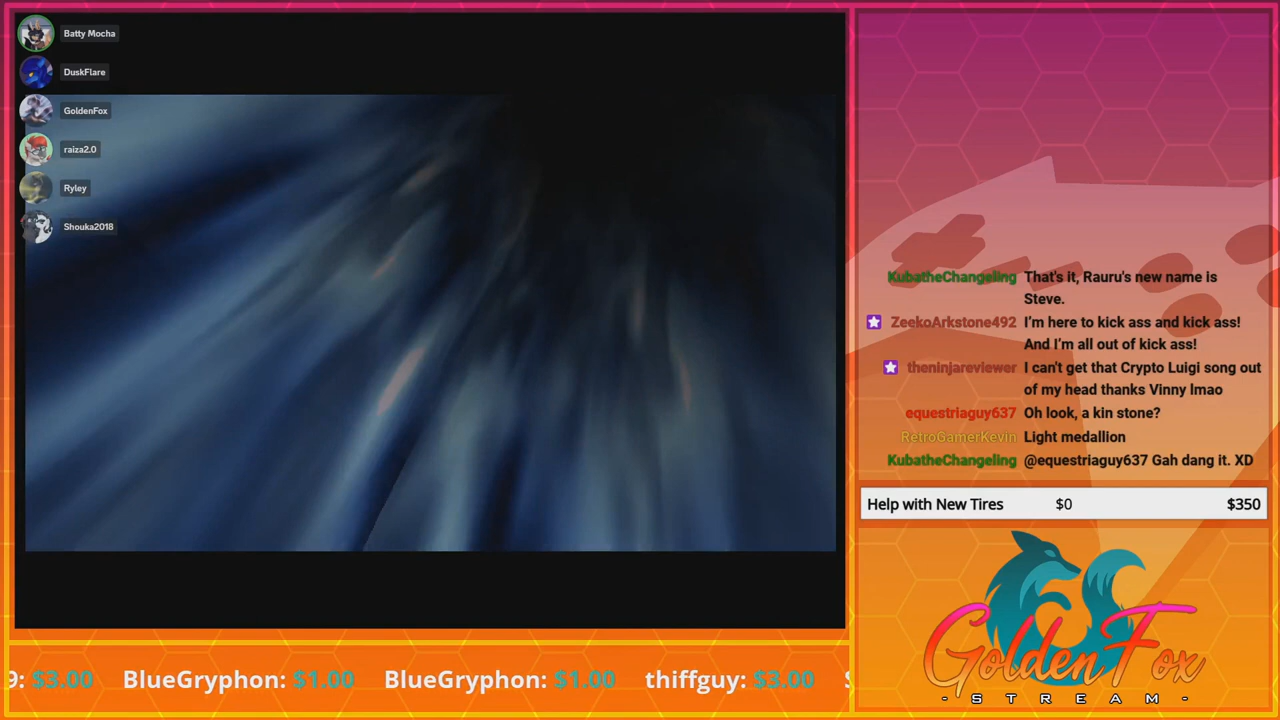 Batty Mocha
DuskFlare
GoldenFox
raiza2.0
Ryley
Shouka2018
KubatheChangeling That's it, Rauru's new name is
Steve.
ZeekoArkstone492 I'm here to kick ass and kick ass!
And I'm all out of kick ass!
theninjareviewer I can't get that Crypto Luigi song out
of my head thanks Vinny lmao
equestriaguy637 Oh look, a kin stone?
RetroGamerKevin Light medallion
KubatheChangeling @equestriaguy637 Gah dang it. XD
Help with New Tires $0 $350
GoldenFox
- S T R E A M -
9: $3.00 BlueGryphon: $1.00 BlueGryphon: $1.00 thiffguy: $3.00